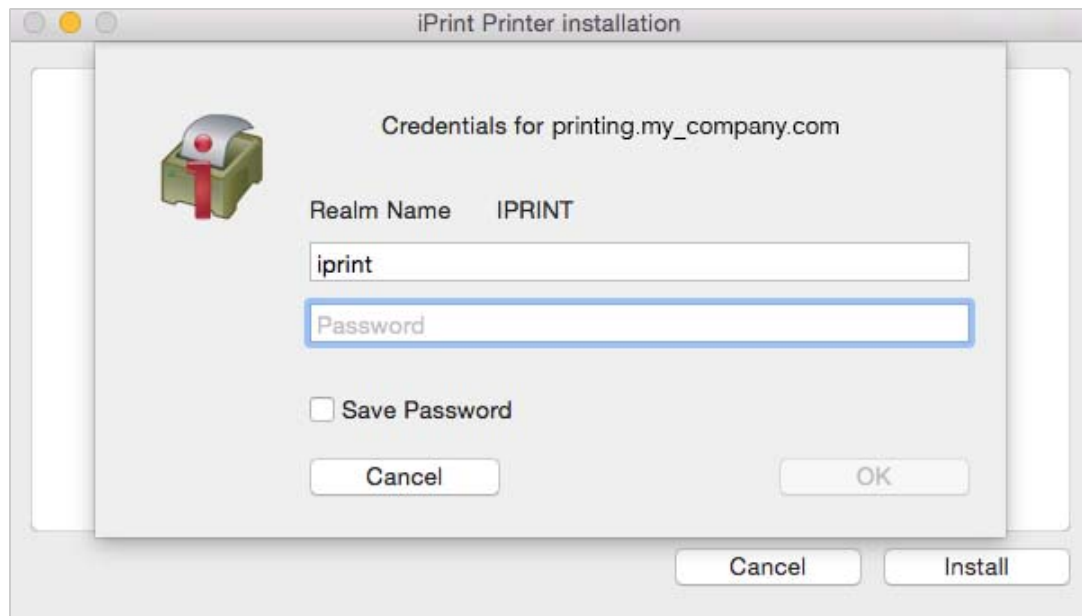 iPrint Printer installation
Credentials for printing.my_company.com
Realm Name IPRINT
iprint
Password
Save Password
Cancel OK
Cancel Install